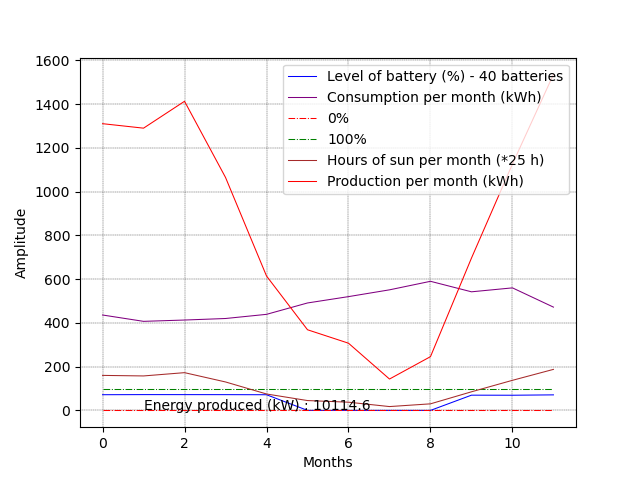 1600
1400
1200
1000
800
600
400
200
0
Amplitude
Level of battery (%) - 40 batteries
Consumption per month (kWh)
0%
100%
Hours of sun per month (*25 h)
Production per month (kWh)
Energy produced (kW) : 10114.6
0 2 4 6 8 10
Months